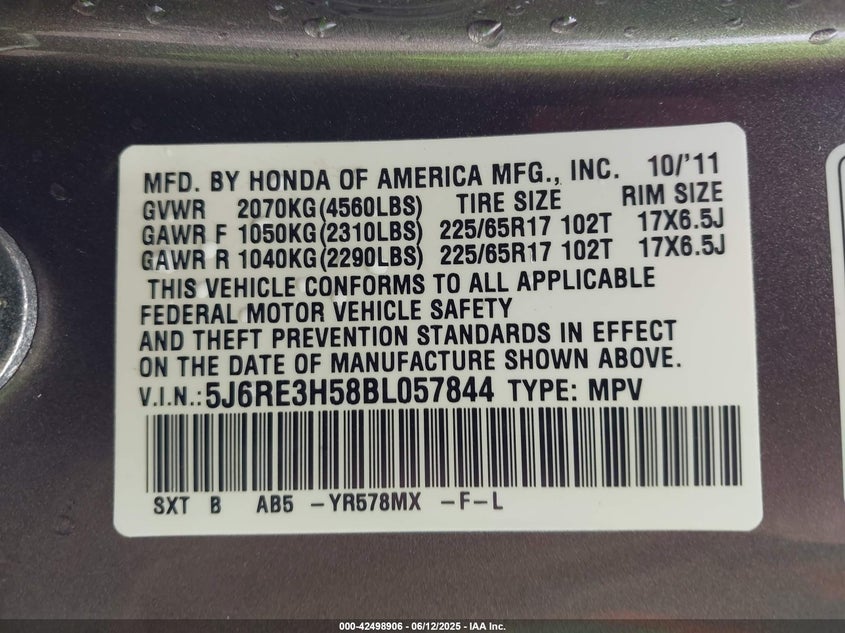 MFD. BY HONDA OF AMERICA MFG., INC. 10/'11
GVWR 2070KG(4560LBS) TIRE SIZE RIM SIZE
GAWR F 1050KG(2310LBS) 225/65R17 102T 17X6.5J
GAWR R 1040KG(2290LBS) 225/65R17 102T 17X6.5J
THIS VEHICLE CONFORMS TO ALL APPLICABLE
FEDERAL MOTOR VEHICLE SAFETY
AND THEFT PREVENTION STANDARDS IN EFFECT
ON THE DATE OF MANUFACTURE SHOWN ABOVE.
V.I.N.:5J6RE3H58BL057844 TYPE: MPV
SXT B AB5 -YR578MX -F-L
000-42498906 - 06/12/2025 - IAA Inc.